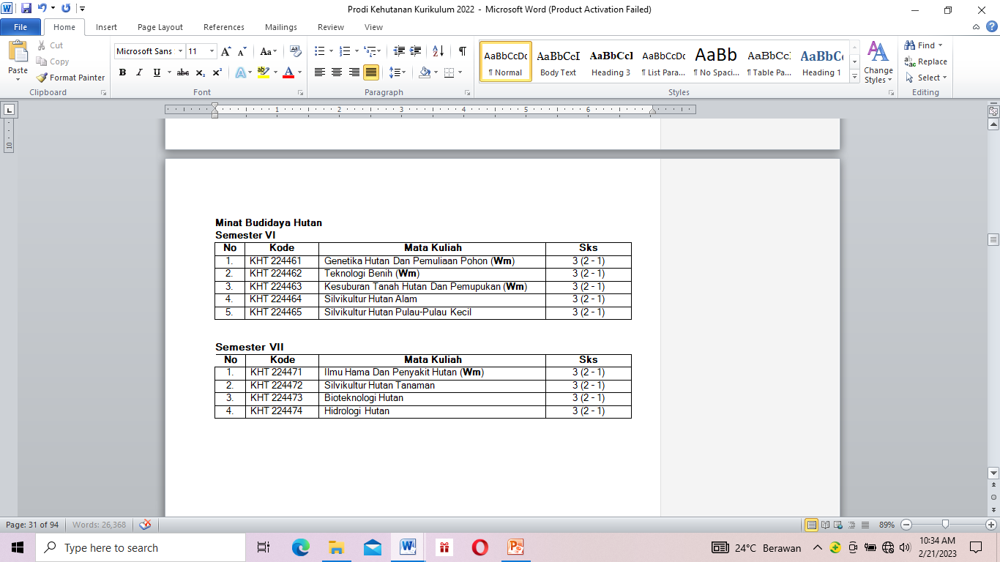 Prodi Kehutanan Kurikulum 2022 - Microsoft Word (Product Activation Failed)
File Home Insert Page Layout References Mailings Review View
Paste
Cut
Copy
Format Painter
Clipboard
Microsoft Sans 11
Font
Paragraph
AaBbCcDc AaBbCcI AaBbCcI AaBbCcDc AaBb AaBbCc: AaBbCc
¶ Normal Body Text Heading 3 ¶ List Para... ¶ No Spaci... ¶ Table Pa... Heading 1
Change Styles
Styles
Find
Replace
Select
Editing
1 2 3 4 5 6
10
Minat Budidaya Hutan
Semester VI
No Kode Mata Kuliah Sks
1. KHT 224461 Genetika Hutan Dan Pemuliaan Pohon (Wm) 3 (2 - 1)
2. KHT 224462 Teknologi Benih (Wm) 3 (2 - 1)
3. KHT 224463 Kesuburan Tanah Hutan Dan Pemupukan (Wm) 3 (2 - 1)
4. KHT 224464 Silvikultur Hutan Alam 3 (2 - 1)
5. KHT 224465 Silvikultur Hutan Pulau-Pulau Kecil 3 (2 - 1)
Semester VII
No Kode Mata Kuliah Sks
1. KHT 224471 Ilmu Hama Dan Penyakit Hutan (Wm) 3 (2 - 1)
2. KHT 224472 Silvikultur Hutan Tanaman 3 (2 - 1)
3. KHT 224473 Bioteknologi Hutan 3 (2 - 1)
4. KHT 224474 Hidrologi Hutan 3 (2 - 1)
Page: 31 of 94 Words: 26,368 89%
Type here to search
24°C Berawan
10:34 AM
2/21/2023